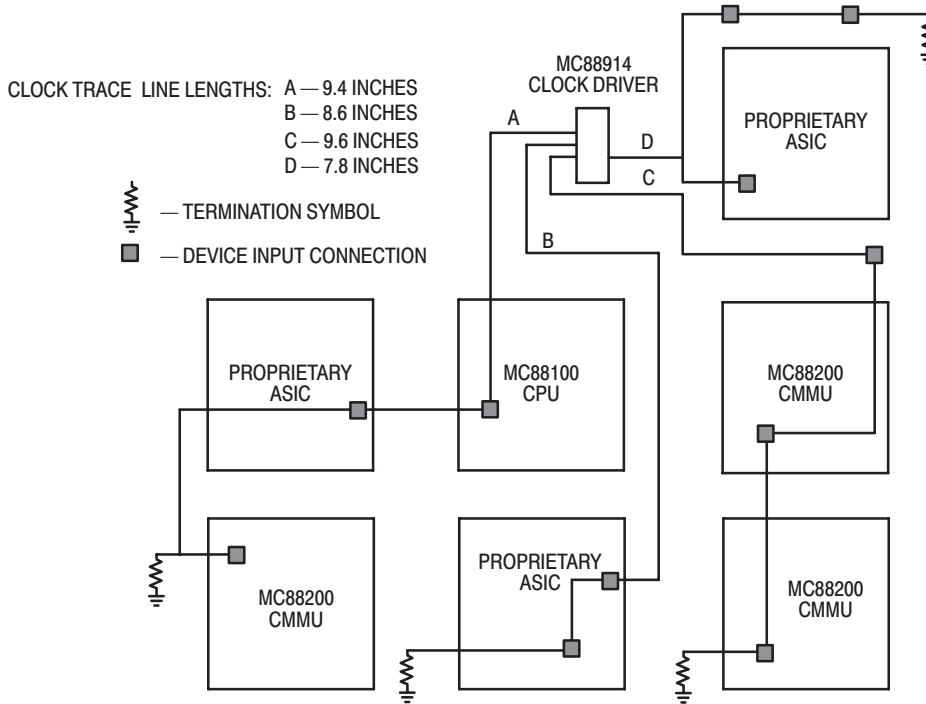 MC88914
CLOCK DRIVER
CLOCK TRACE LINE LENGTHS: A — 9.4 INCHES
B — 8.6 INCHES
C — 9.6 INCHES
D — 7.8 INCHES
— TERMINATION SYMBOL
— DEVICE INPUT CONNECTION
A
D
C
B
PROPRIETARY
ASIC
PROPRIETARY
ASIC
MC88100
CPU
MC88200
CMMU
MC88200
CMMU
PROPRIETARY
ASIC
MC88200
CMMU